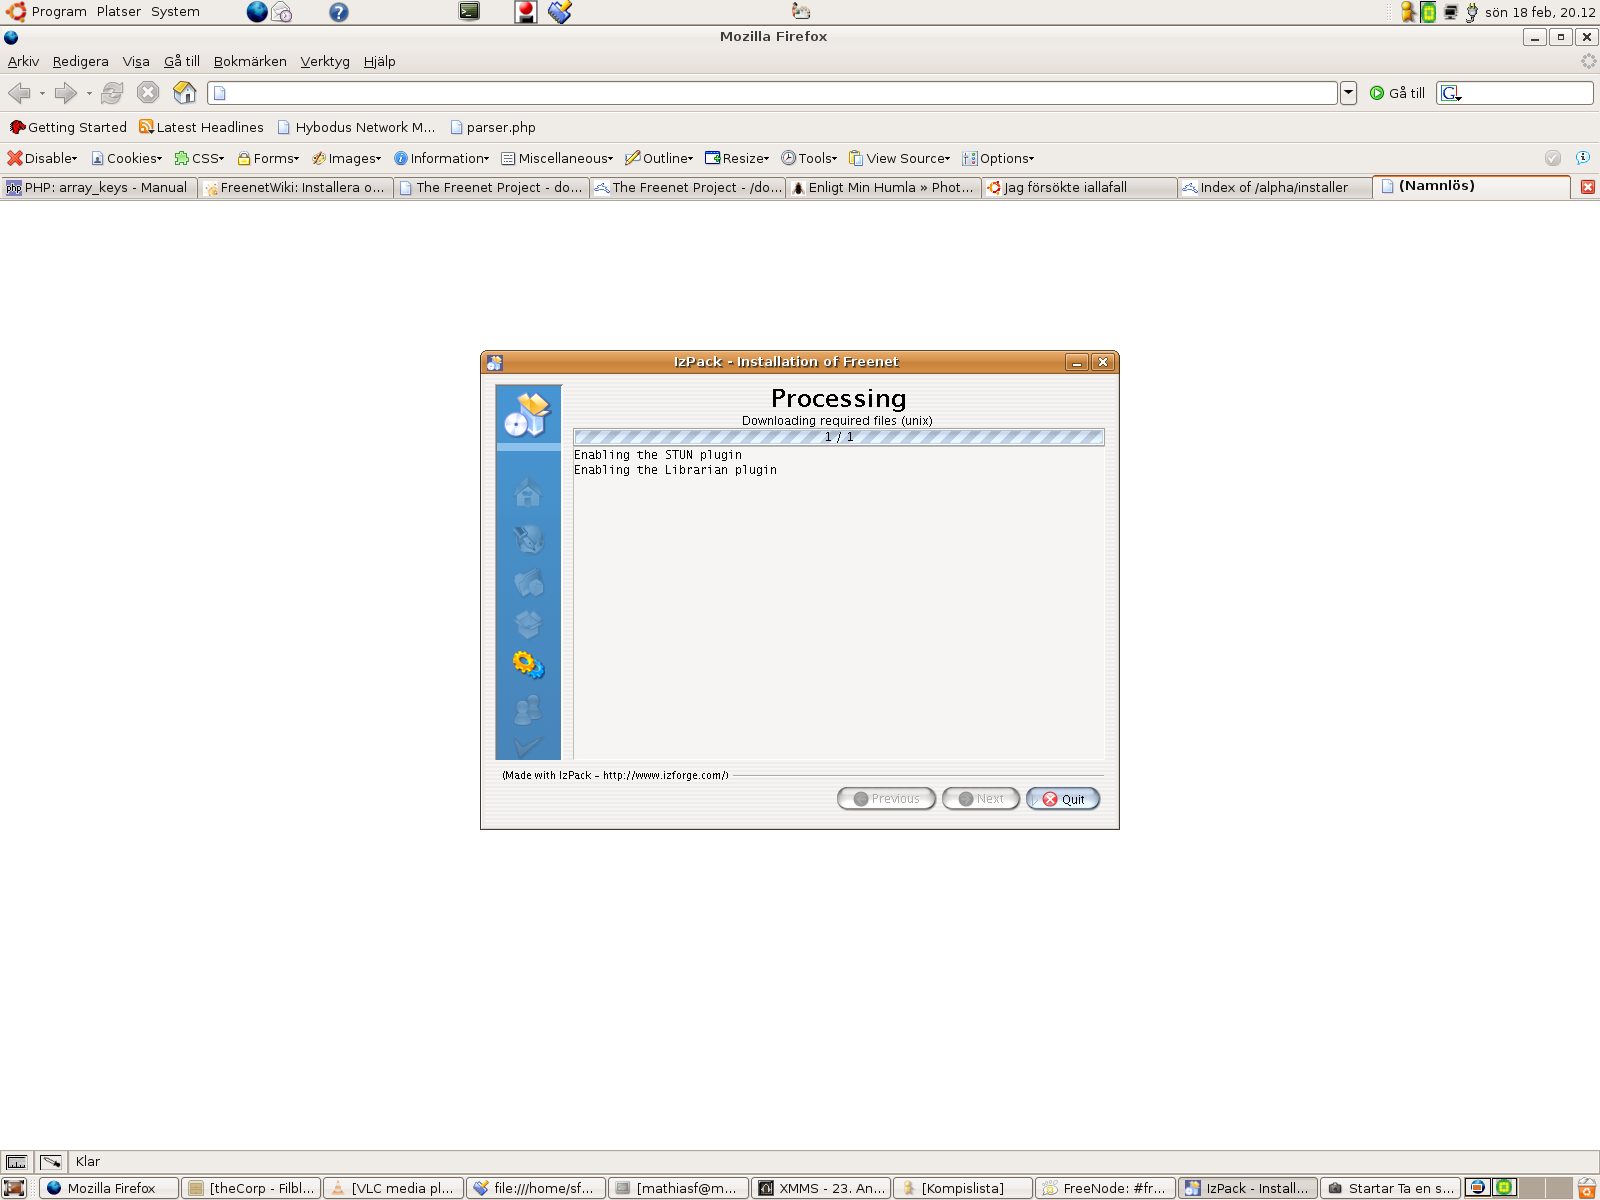 Program Platser System sön 18 feb, 20.12
Mozilla Firefox
Arkiv Redigera Visa Gå till Bokmärken Verktyg Hjälp
Gå till
Getting Started Latest Headlines Hybodus Network M... parser.php
Disable Cookies CSS Forms Images Information Miscellaneous Outline Resize Tools View Source Options
php PHP: array_keys - Manual FreenetWiki: Installera o... The Freenet Project - do... The Freenet Project - /do... Enligt Min Humla » Phot... Jag försökte iallafall Index of /alpha/installer (Namnlös)
IzPack - Installation of Freenet
Processing
Downloading required files (unix)
1 / 1
Enabling the STUN plugin
Enabling the Librarian plugin
(Made with IzPack - http://www.izforge.com/)
Previous Next Quit
Klar
Mozilla Firefox [theCorp - Filbl... [VLC media pl... file:///home/sf... [mathiasf@m... XMMS - 23. An... [Kompislista] FreeNode: #fr... IzPack - Install... Startar Ta en s...